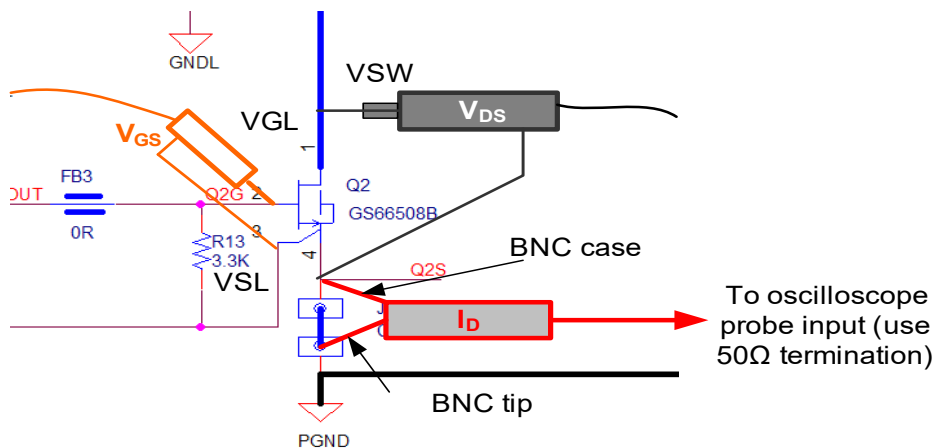 GNDL
VSW
VDS
VGL
VGS
1
FB3
OUT
Q2G
2
Q2
GS66508B
0R
3
R13
3.3K
4
VSL
Q2S
BNC case
J
C
ID
To oscilloscope
probe input (use
50Ω termination)
BNC tip
PGND